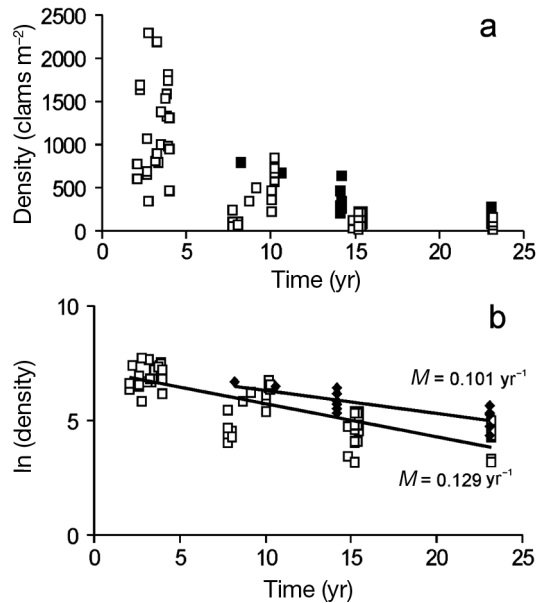 a
2500
2000
1500
1000
500
0
Density (clams m⁻²)
0 5 10 15 20 25
Time (yr)
b
10
5
0
ln (density)
M = 0.101 yr⁻¹
M = 0.129 yr⁻¹
0 5 10 15 20 25
Time (yr)